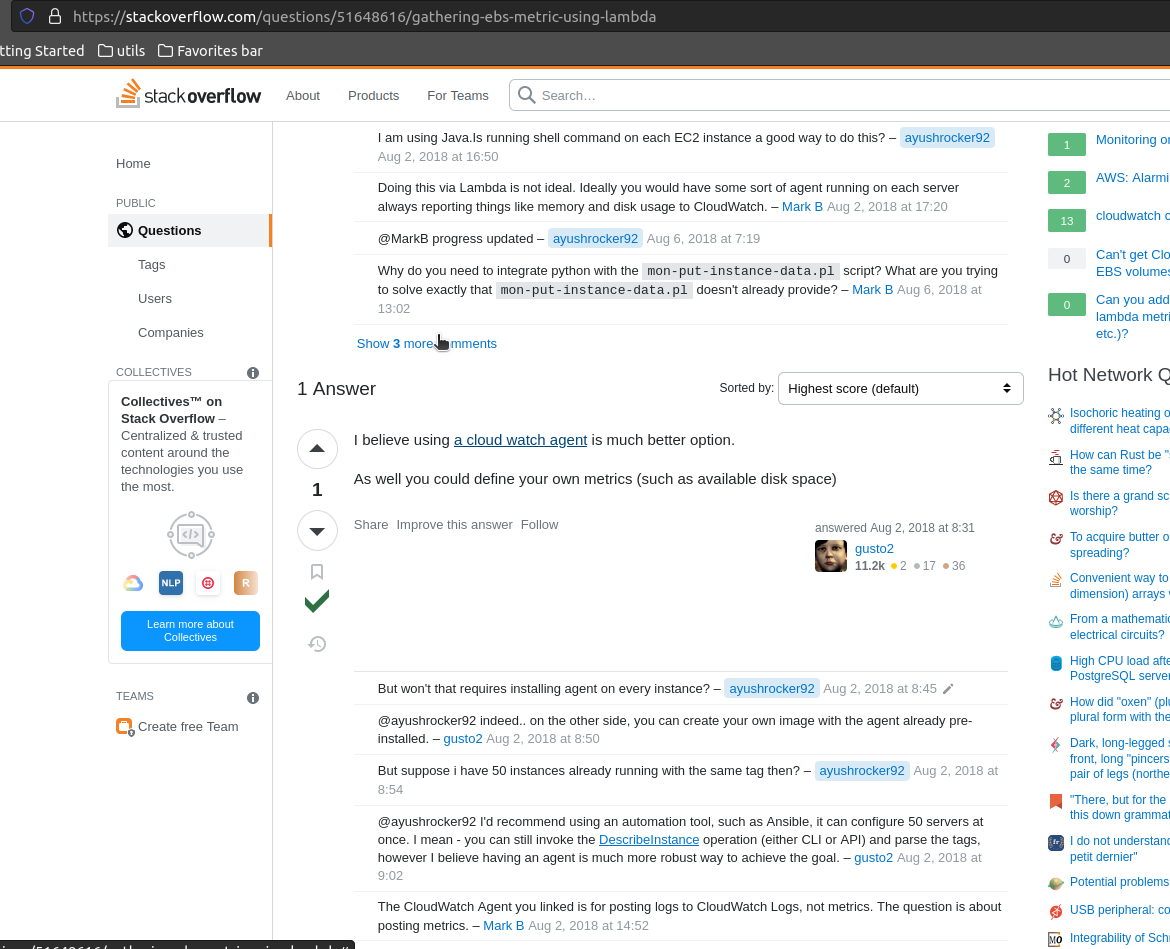 https://stackoverflow.com/questions/51648616/gathering-ebs-metric-using-lambda
tting Started utils Favorites bar
stackoverflow About Products For Teams Search…
I am using Java.Is running shell command on each EC2 instance a good way to do this? – ayushrocker92
Aug 2, 2018 at 16:50
Doing this via Lambda is not ideal. Ideally you would have some sort of agent running on each server
always reporting things like memory and disk usage to CloudWatch. – Mark B Aug 2, 2018 at 17:20
@MarkB progress updated – ayushrocker92 Aug 6, 2018 at 7:19
Why do you need to integrate python with the mon-put-instance-data.pl script? What are you trying
to solve exactly that mon-put-instance-data.pl doesn't already provide? – Mark B Aug 6, 2018 at
13:02
Show 3 more mments
Home
PUBLIC
Questions
Tags
Users
Companies
COLLECTIVES
Collectives™ on
Stack Overflow –
Centralized & trusted
content around the
technologies you use
the most.
NLP R
Learn more about
Collectives
TEAMS
Create free Team
1 Answer Sorted by: Highest score (default)
I believe using a cloud watch agent is much better option.
1
As well you could define your own metrics (such as available disk space)
Share Improve this answer Follow
answered Aug 2, 2018 at 8:31
gusto2
11.2k 2 17 36
But won't that requires installing agent on every instance? – ayushrocker92 Aug 2, 2018 at 8:45
@ayushrocker92 indeed.. on the other side, you can create your own image with the agent already pre-
installed. – gusto2 Aug 2, 2018 at 8:50
But suppose i have 50 instances already running with the same tag then? – ayushrocker92 Aug 2, 2018 at
8:54
@ayushrocker92 I'd recommend using an automation tool, such as Ansible, it can configure 50 servers at
once. I mean - you can still invoke the DescribeInstance operation (either CLI or API) and parse the tags,
however I believe having an agent is much more robust way to achieve the goal. – gusto2 Aug 2, 2018 at
9:02
The CloudWatch Agent you linked is for posting logs to CloudWatch Logs, not metrics. The question is about
posting metrics. – Mark B Aug 2, 2018 at 14:52
1 Monitoring o
2 AWS: Alarmi
13 cloudwatch c
0 Can't get Clo
EBS volumes
0 Can you add
lambda metri
etc.)?
Hot Network Q
Isochoric heating o
different heat capa
How can Rust be "s
the same time?
Is there a grand sc
worship?
To acquire butter o
spreading?
Convenient way to
dimension) arrays
From a mathematic
electrical circuits?
High CPU load afte
PostgreSQL server
How did "oxen" (plu
plural form with the
Dark, long-legged s
front, long "pincers
pair of legs (northe
"There, but for the
this down grammat
fr I do not understanc
petit dernier"
Potential problems
USB peripheral: co
MO Integrability of Sch